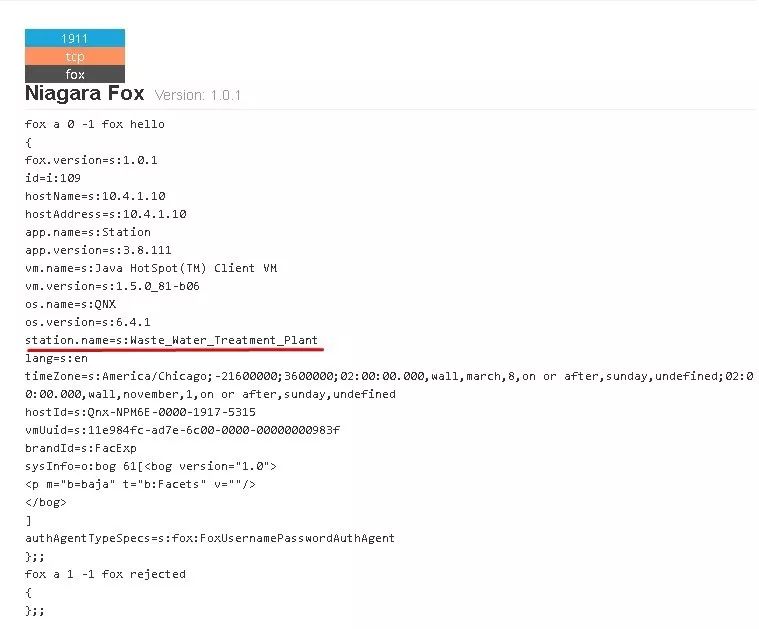 1911
tcp
fox
Niagara Fox Version: 1.0.1
fox a 0 -1 fox hello
{
fox.version=s:1.0.1
id=i:109
hostName=s:10.4.1.10
hostAddress=s:10.4.1.10
app.name=s:Station
app.version=s:3.8.111
vm.name=s:Java HotSpot(TM) Client VM
vm.version=s:1.5.0_81-b06
os.name=s:QNX
os.version=s:6.4.1
station.name=s:Waste_Water_Treatment_Plant
lang=s:en
timeZone=s:America/Chicago;-21600000;3600000;02:00:00.000,wall,march,8,on or after,sunday,undefined;02:0
0:00.000,wall,november,1,on or after,sunday,undefined
hostId=s:Qnx-NPM6E-0000-1917-5315
vmUuid=s:11e984fc-ad7e-6c00-0000-00000000983f
brandId=s:FacExp
sysInfo=o:bog 61[<bog version="1.0">
<p m="b=baja" t="b:Facets" v=""/>
</bog>
]
authAgentTypeSpecs=s:fox:FoxUsernamePasswordAuthAgent
};;
fox a 1 -1 fox rejected
{
};;